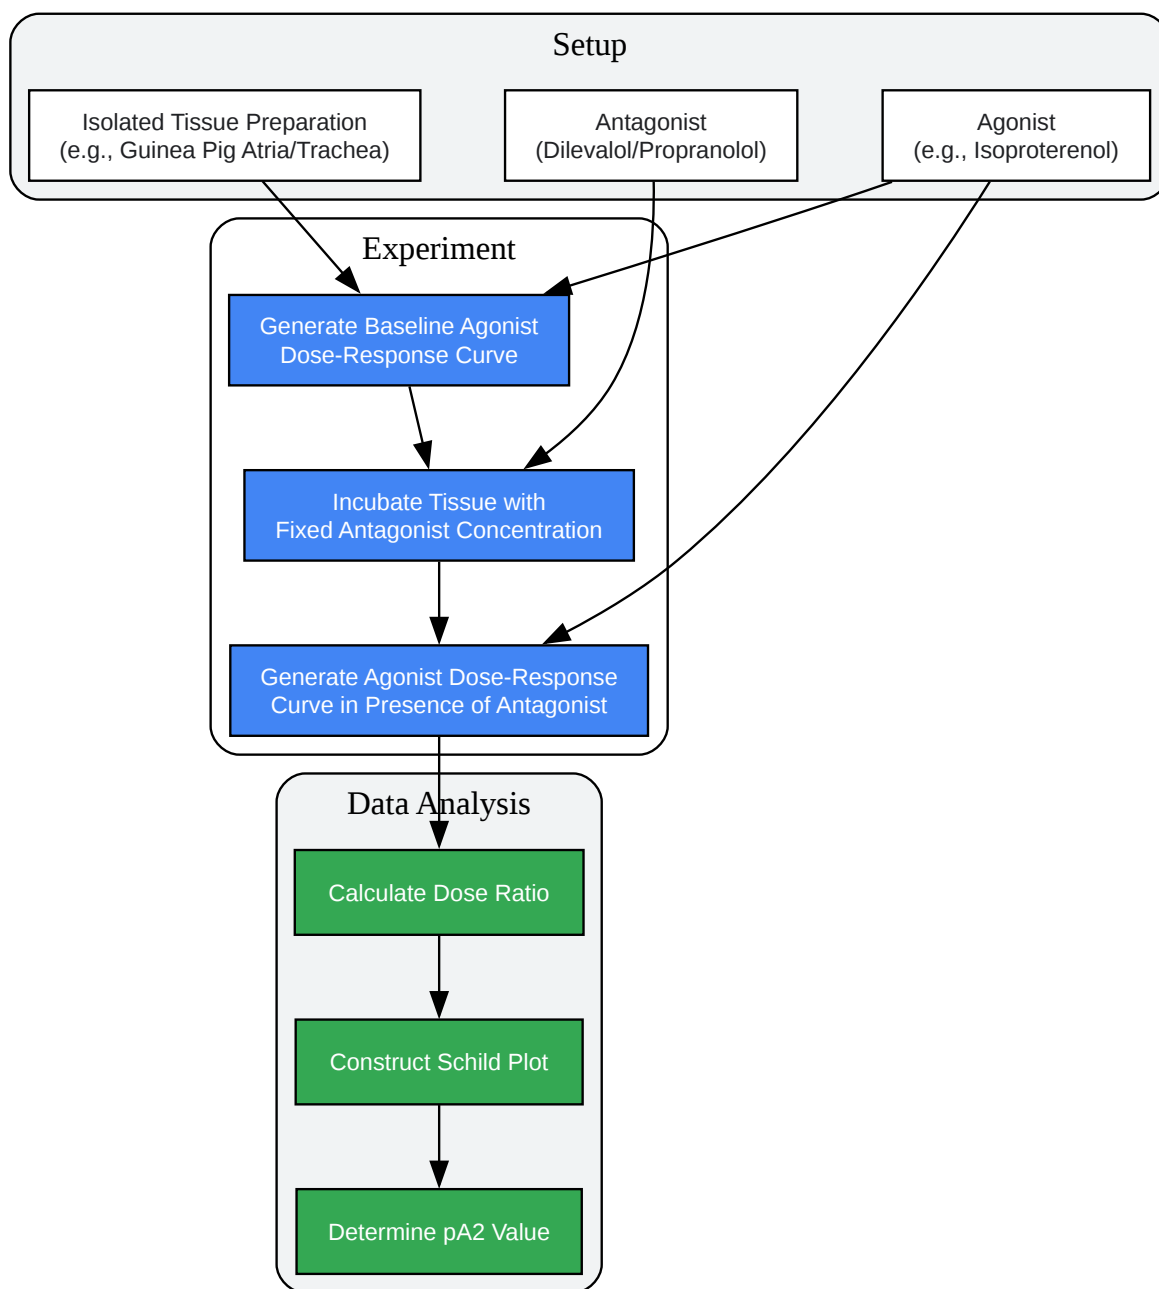 Setup
Isolated Tissue Preparation
(e.g., Guinea Pig Atria/Trachea)
Antagonist
(Dilevalol/Propranolol)
Agonist
(e.g., Isoproterenol)
Experiment
Generate Baseline Agonist
Dose-Response Curve
Incubate Tissue with
Fixed Antagonist Concentration
Generate Agonist Dose-Response
Curve in Presence of Antagonist
Data Analysis
Calculate Dose Ratio
Construct Schild Plot
Determine pA2 Value